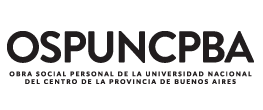 OSPUNCPBA
OBRA SOCIAL PERSONAL DE LA UNIVERSIDAD NACIONAL
DEL CENTRO DE LA PROVINCIA DE BUENOS AIRES